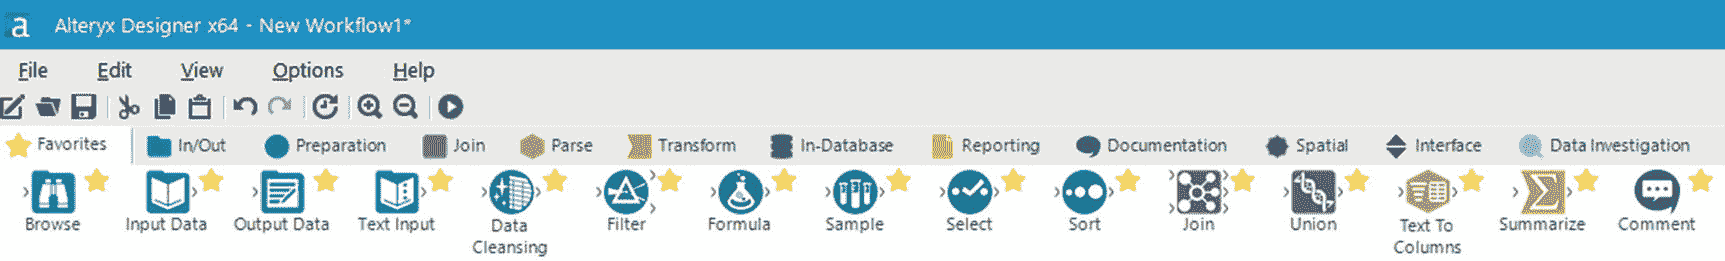 a Alteryx Designer x64 - New Workflow1*
File Edit View Options Help
Favorites In/Out Preparation Join Parse Transform In-Database Reporting Documentation Spatial Interface Data Investigation
Browse Input Data Output Data Text Input Data Cleansing Filter Formula Sample Select Sort Join Union Text To Columns Summarize Comment